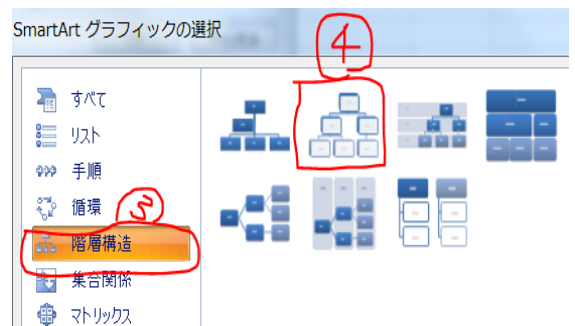 SmartArt グラフィックの選択
4
すべて
リスト
手順
循環
3
階層構造
集合関係
マトリックス